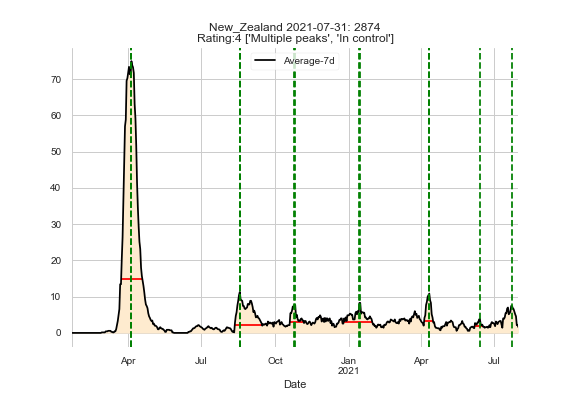 New_Zealand 2021-07-31: 2874
Rating:4 ['Multiple peaks', 'In control']
Average-7d
70
60
50
40
30
20
10
0
Apr
Jul
Oct
Jan
2021
Apr
Jul
Date